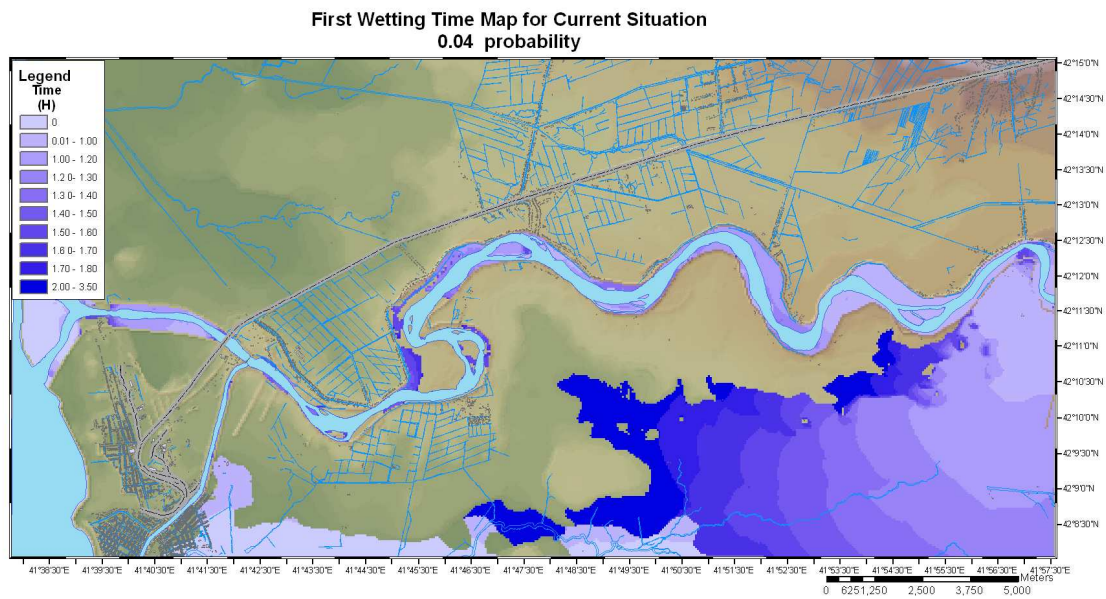 First Wetting Time Map for Current Situation
0.04 probability
Legend
Time
(H)
0
0.01 - 1.00
1.00 - 1.20
1.20- 1.30
1.30- 1.40
1.40 - 1.50
1.50 - 1.60
1.60 - 1.70
1.70 - 1.80
2.00 - 3.50
42°15'0"N
42°14'30"N
42°14'0"N
42°13'30"N
42°13'0"N
42°12'30"N
42°12'0"N
42°11'30"N
42°11'0"N
42°10'30"N
42°10'0"N
42°9'30"N
42°9'0"N
42°8'30"N
41°38'30"E 41°39'30"E 41°40'30"E 41°41'30"E 41°42'30"E 41°43'30"E 41°44'30"E 41°45'30"E 41°46'30"E 41°47'30"E 41°48'30"E 41°49'30"E 41°50'30"E 41°51'30"E 41°52'30"E 41°53'30"E 41°54'30"E 41°55'30"E 41°56'30"E 41°57'30"E
Meters
0 625 1,250 2,500 3,750 5,000